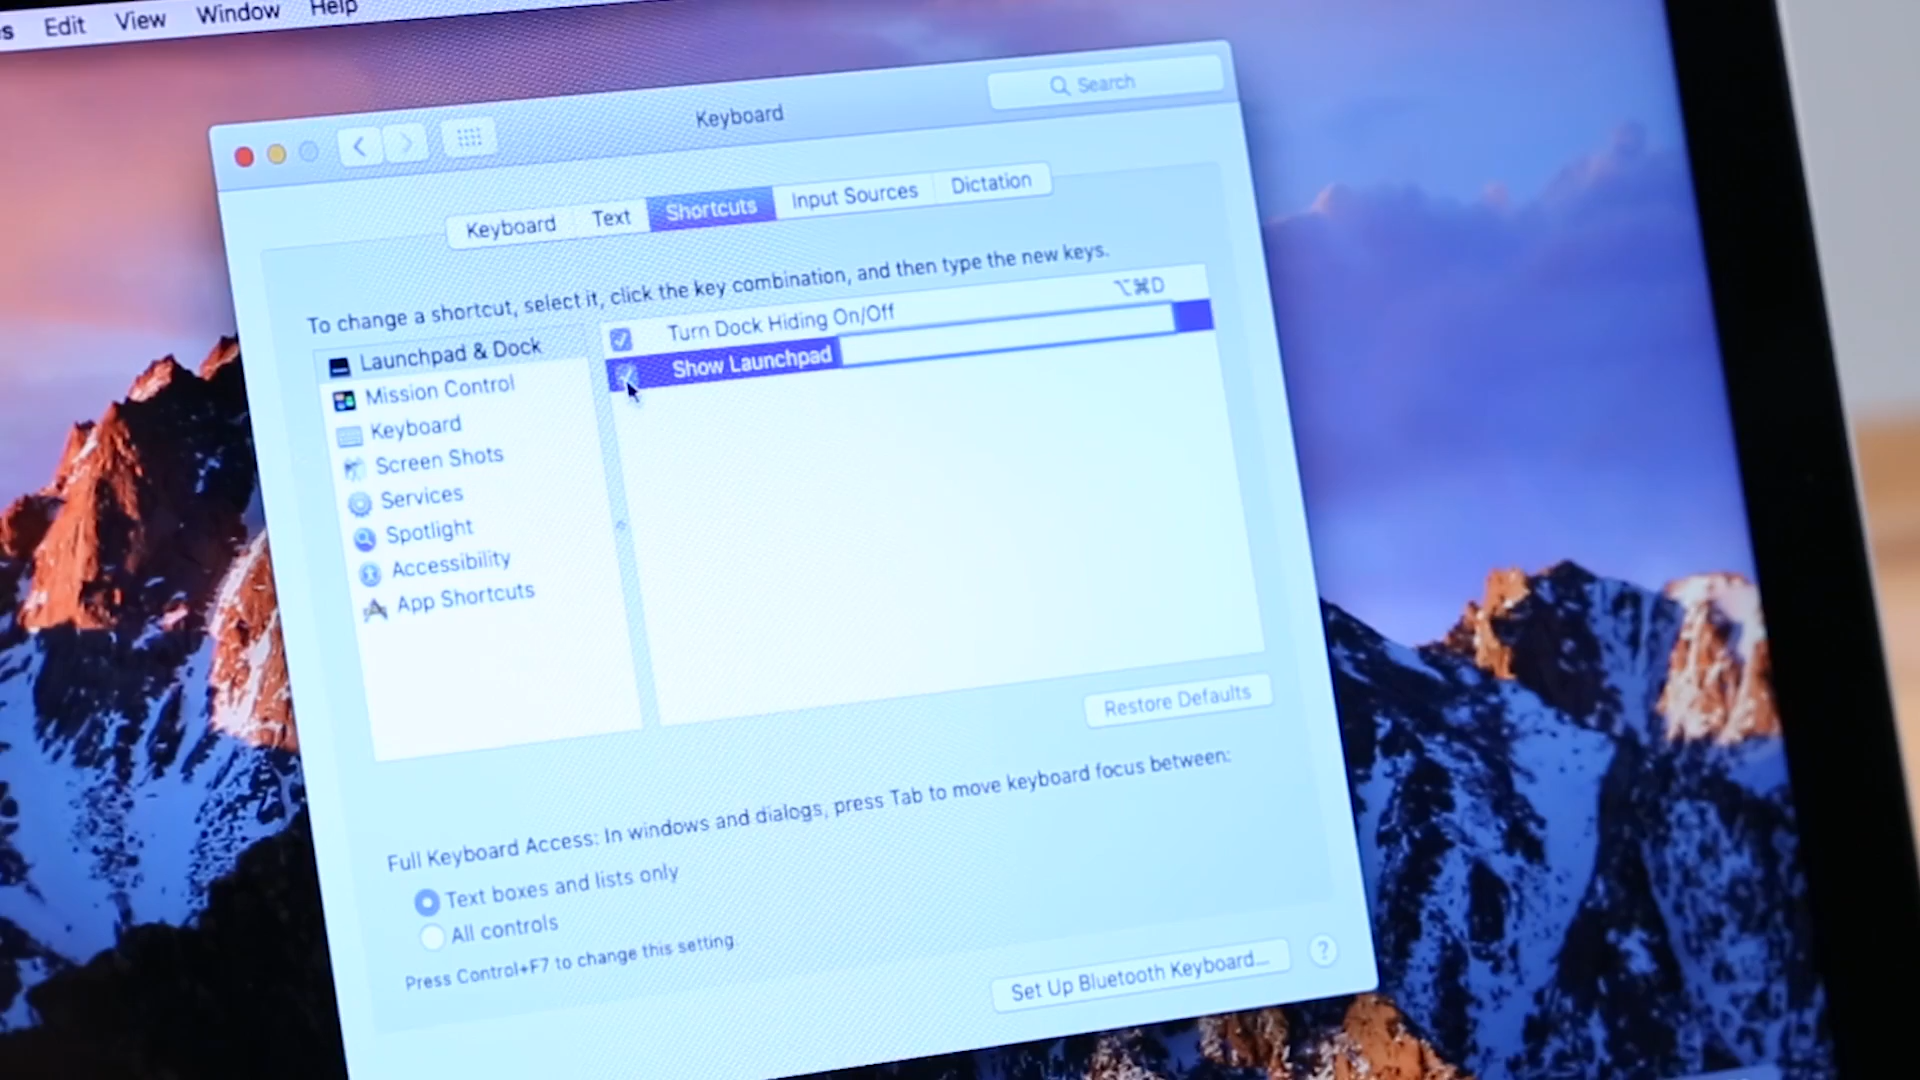 Edit View Window Help
Keyboard
Search
Keyboard Text Shortcuts Input Sources Dictation
To change a shortcut, select it, click the key combination, and then type the new keys.
Launchpad & Dock
Mission Control
Keyboard
Screen Shots
Services
Spotlight
Accessibility
App Shortcuts
Turn Dock Hiding On/Off ⌥⌘D
Show Launchpad
Restore Defaults
Full Keyboard Access: In windows and dialogs, press Tab to move keyboard focus between:
Text boxes and lists only
All controls
Press Control+F7 to change this setting.
Set Up Bluetooth Keyboard... ?